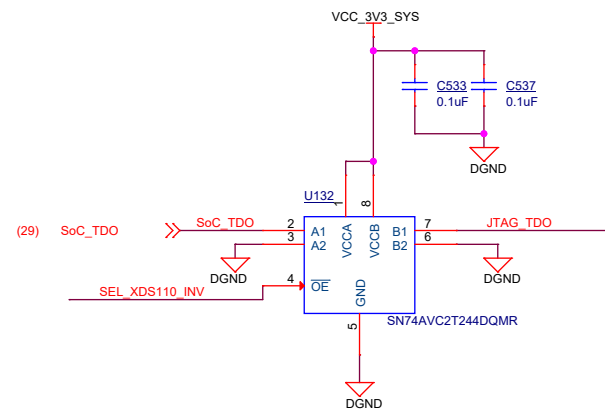 VCC_3V3_SYS
C533
0.1uF
C537
0.1uF
DGND
U132
1
8
(29) SoC_TDO
SoC_TDO
2
A1
VCCA
VCCB
B1
7
JTAG_TDO
3
A2
B2
6
DGND
DGND
4
OE
GND
SEL_XDS110_INV
5
SN74AVC2T244DQMR
DGND